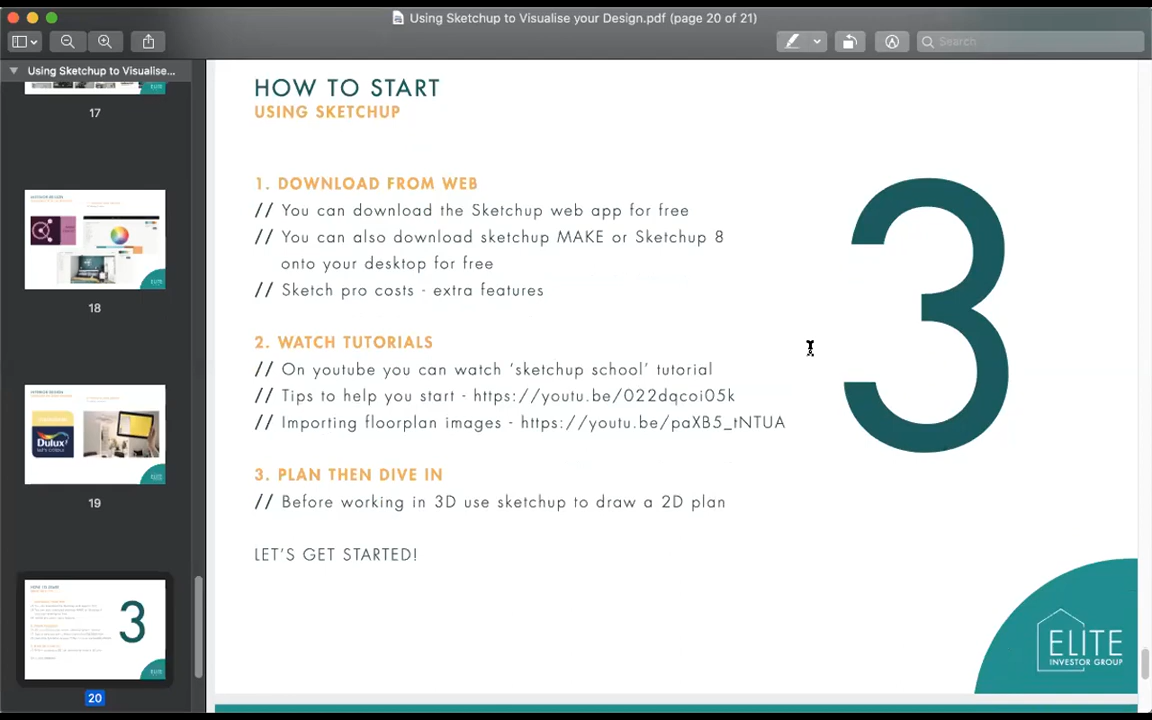 Using Sketchup to Visualise your Design.pdf (page 20 of 21)
Search
Using Sketchup to Visualise...
17
18
Dulux
19
3
20
HOW TO START
USING SKETCHUP
1. DOWNLOAD FROM WEB
// You can download the Sketchup web app for free
// You can also download sketchup MAKE or Sketchup 8
onto your desktop for free
// Sketch pro costs - extra features
2. WATCH TUTORIALS
// On youtube you can watch ‘sketchup school’ tutorial
// Tips to help you start - https://youtu.be/022dqcoi05k
// Importing floorplan images - https://youtu.be/paXB5_tNTUA
3. PLAN THEN DIVE IN
// Before working in 3D use sketchup to draw a 2D plan
LET’S GET STARTED!
3
ELITE
INVESTOR GROUP